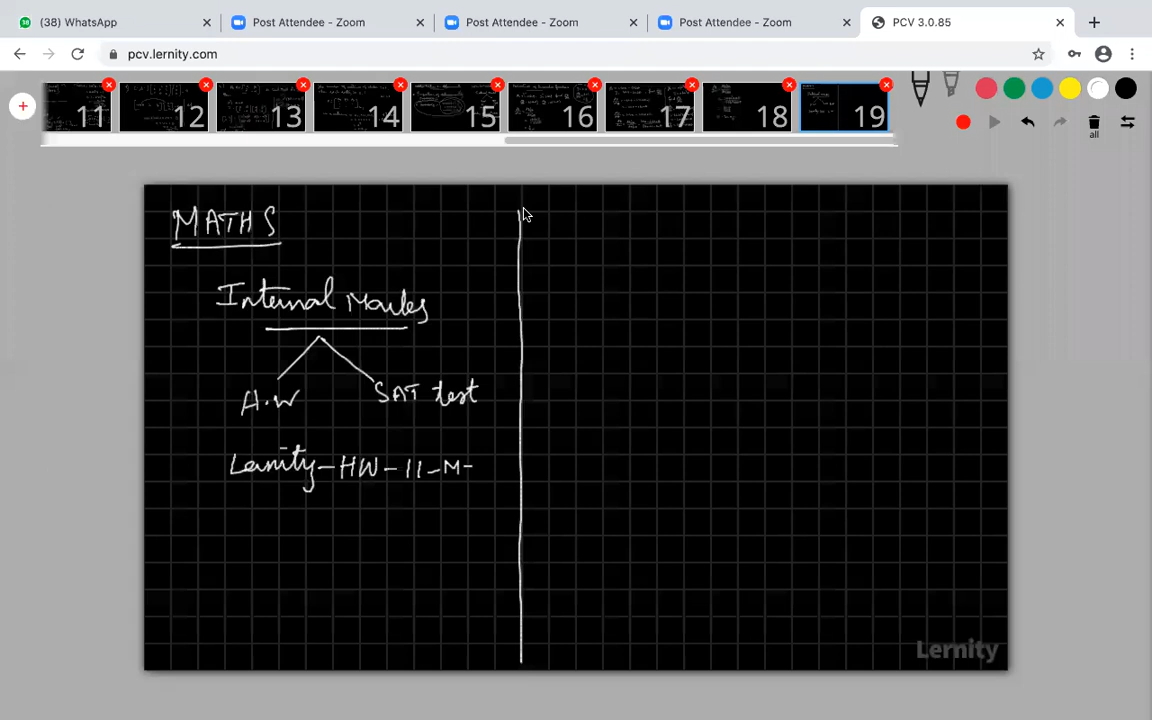 (38) WhatsApp
Post Attendee - Zoom
Post Attendee - Zoom
Post Attendee - Zoom
PCV 3.0.85
pcv.lernity.com
11 12 13 14 15 16 17 18 19
all
MATHS
Internal Marks
H.W SAT test
Lernity-HW-11-M-
Lernity